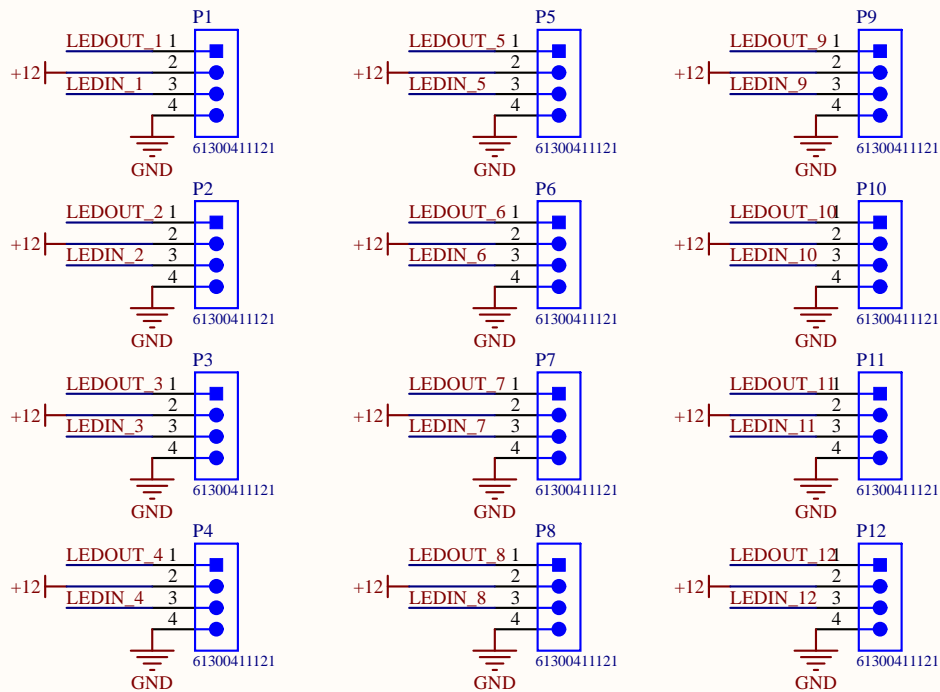 P1
LEDOUT_1 1
+12 2
LEDIN_1 3
4
GND
61300411121
P2
LEDOUT_2 1
+12 2
LEDIN_2 3
4
GND
61300411121
P3
LEDOUT_3 1
+12 2
LEDIN_3 3
4
GND
61300411121
P4
LEDOUT_4 1
+12 2
LEDIN_4 3
4
GND
61300411121
P5
LEDOUT_5 1
+12 2
LEDIN_5 3
4
GND
61300411121
P6
LEDOUT_6 1
+12 2
LEDIN_6 3
4
GND
61300411121
P7
LEDOUT_7 1
+12 2
LEDIN_7 3
4
GND
61300411121
P8
LEDOUT_8 1
+12 2
LEDIN_8 3
4
GND
61300411121
P9
LEDOUT_9 1
+12 2
LEDIN_9 3
4
GND
61300411121
P10
LEDOUT_10 1
+12 2
LEDIN_10 3
4
GND
61300411121
P11
LEDOUT_11 1
+12 2
LEDIN_11 3
4
GND
61300411121
P12
LEDOUT_12 1
+12 2
LEDIN_12 3
4
GND
61300411121